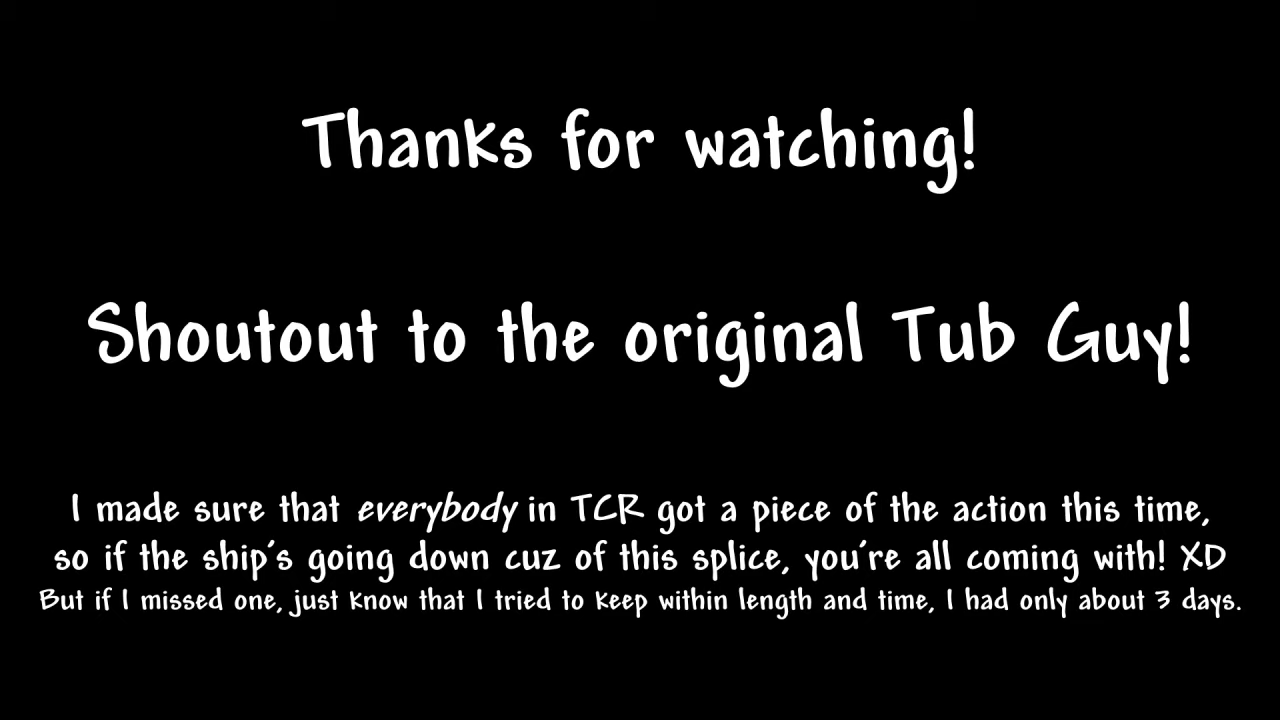 Thanks for watching!
Shoutout to the original Tub Guy!
I made sure that everybody in TCR got a piece of the action this time,
so if the ship's going down cuz of this splice, you're all coming with! XD
But if I missed one, just know that I tried to keep within length and time, I had only about 3 days.